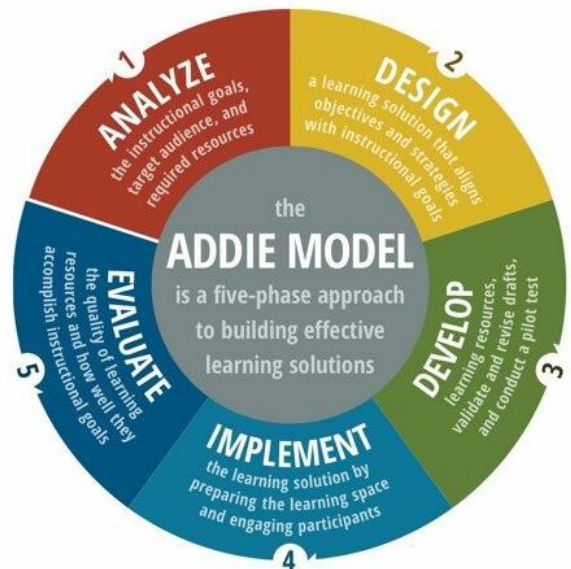 the
ADDIE MODEL
is a five-phase approach
to building effective
learning solutions
1
ANALYZE
the instructional goals,
target audience, and
required resources
2
DESIGN
a learning solution that aligns
objectives and strategies
with instructional goals
3
DEVELOP
learning resources,
validate and revise drafts,
and conduct a pilot test
4
IMPLEMENT
the learning solution by
preparing the learning space
and engaging participants
5
EVALUATE
the quality of learning
resources and how well they
accomplish instructional goals